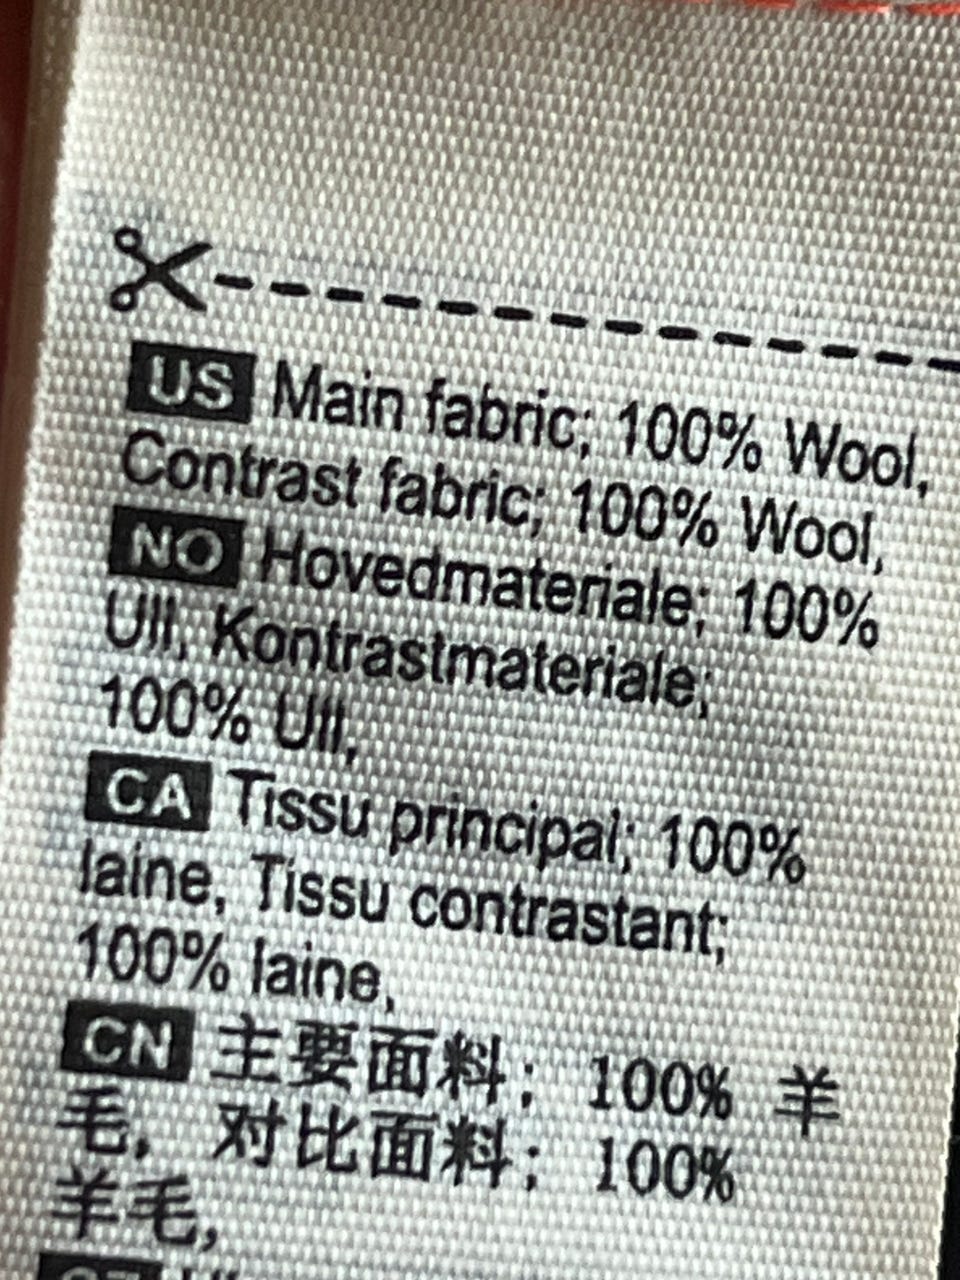 US Main fabric; 100% Wool,
Contrast fabric; 100% Wool,
NO Hovedmateriale; 100%
Ull, Kontrastmateriale;
100% Ull,
CA Tissu principal; 100%
laine, Tissu contrastant;
100% laine,
CN 主要面料; 100% 羊
毛, 对比面料; 100%
羊毛,